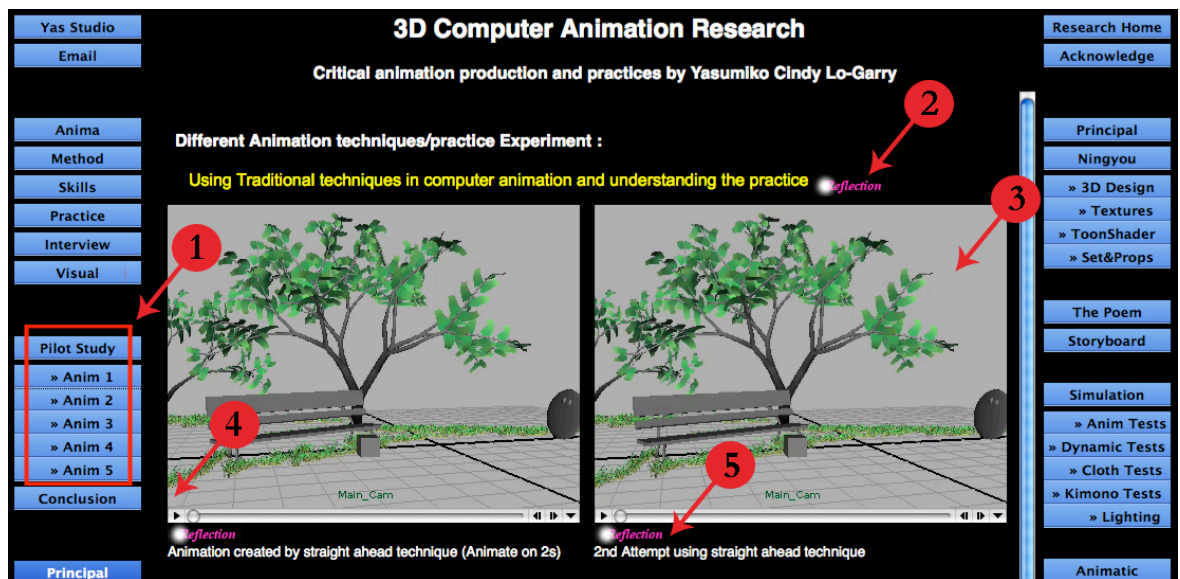 Yas Studio
Email
Anima
Method
Skills
Practice
Interview
Visual
Pilot Study
» Anim 1
» Anim 2
» Anim 3
» Anim 4
» Anim 5
Conclusion
Principal
3D Computer Animation Research
Critical animation production and practices by Yasumiko Cindy Lo-Garry
Different Animation techniques/practice Experiment :
Using Traditional techniques in computer animation and understanding the practice Reflection
1
2
3
4
5
Main_Cam
Main_Cam
Reflection
Animation created by straight ahead technique (Animate on 2s)
Reflection
2nd Attempt using straight ahead technique
Research Home
Acknowledge
Principal
Ningyou
» 3D Design
» Textures
» ToonShader
» Set&Props
The Poem
Storyboard
Simulation
» Anim Tests
» Dynamic Tests
» Cloth Tests
» Kimono Tests
» Lighting
Animatic